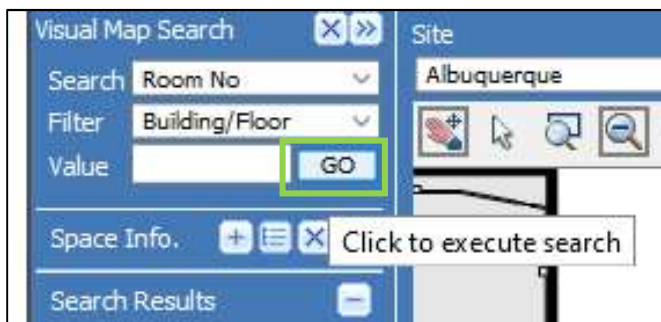 Visual Map Search
Search Room No
Filter Building/Floor
Value GO
Space Info.
Search Results
Site
Albuquerque
Click to execute search